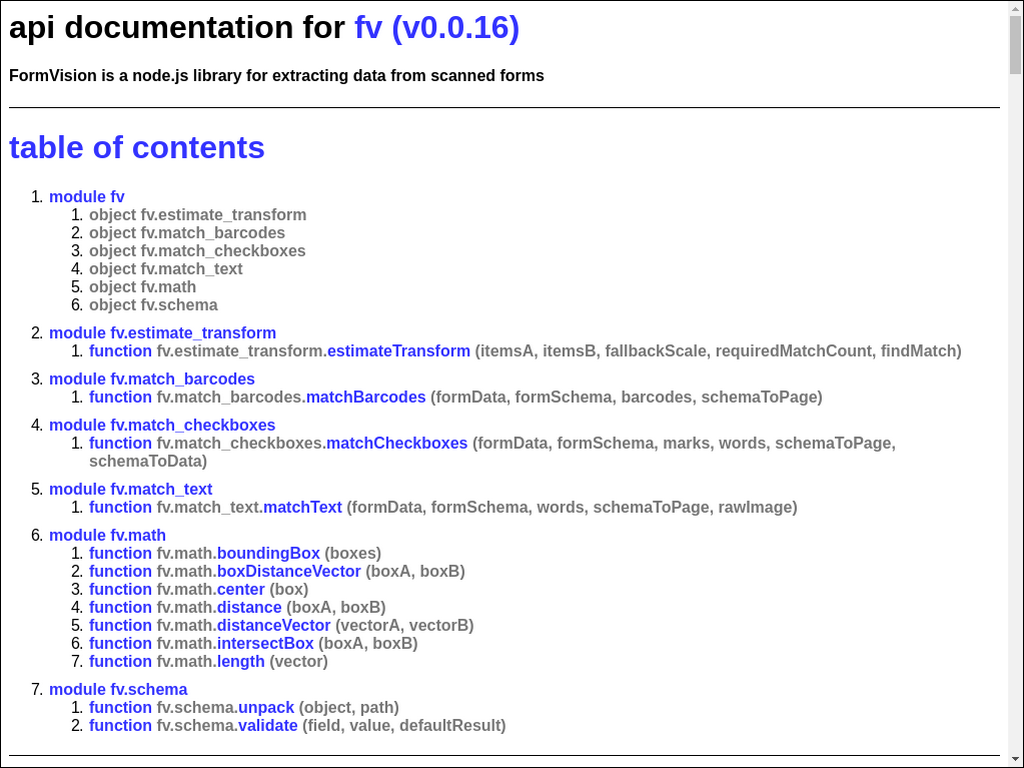 api documentation for fv (v0.0.16)
FormVision is a node.js library for extracting data from scanned forms
table of contents
1. module fv
1. object fv.estimate_transform
2. object fv.match_barcodes
3. object fv.match_checkboxes
4. object fv.match_text
5. object fv.math
6. object fv.schema
2. module fv.estimate_transform
1. function fv.estimate_transform.estimateTransform (itemsA, itemsB, fallbackScale, requiredMatchCount, findMatch)
3. module fv.match_barcodes
1. function fv.match_barcodes.matchBarcodes (formData, formSchema, barcodes, schemaToPage)
4. module fv.match_checkboxes
1. function fv.match_checkboxes.matchCheckboxes (formData, formSchema, marks, words, schemaToPage,
schemaToData)
5. module fv.match_text
1. function fv.match_text.matchText (formData, formSchema, words, schemaToPage, rawImage)
6. module fv.math
1. function fv.math.boundingBox (boxes)
2. function fv.math.boxDistanceVector (boxA, boxB)
3. function fv.math.center (box)
4. function fv.math.distance (boxA, boxB)
5. function fv.math.distanceVector (vectorA, vectorB)
6. function fv.math.intersectBox (boxA, boxB)
7. function fv.math.length (vector)
7. module fv.schema
1. function fv.schema.unpack (object, path)
2. function fv.schema.validate (field, value, defaultResult)